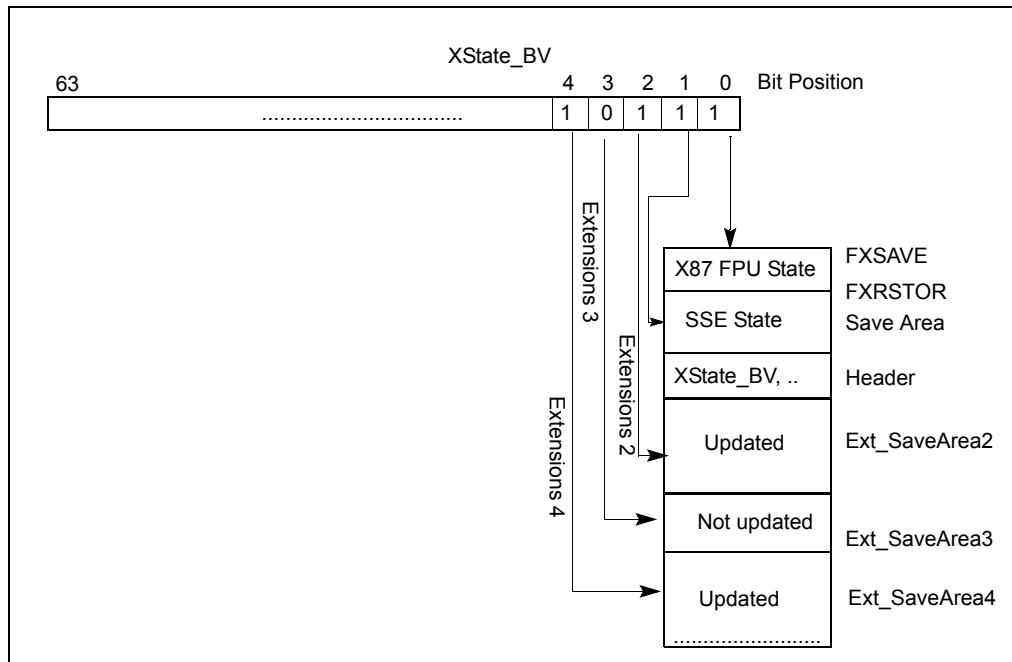 XState_BV
63 4 3 2 1 0 Bit Position
.................................. 1 0 1 1 1
Extensions 3
Extensions 2
Extensions 4
X87 FPU State FXSAVE
FXRSTOR
SSE State Save Area
XState_BV, .. Header
Updated Ext_SaveArea2
Not updated
Ext_SaveArea3
Updated Ext_SaveArea4
.........................